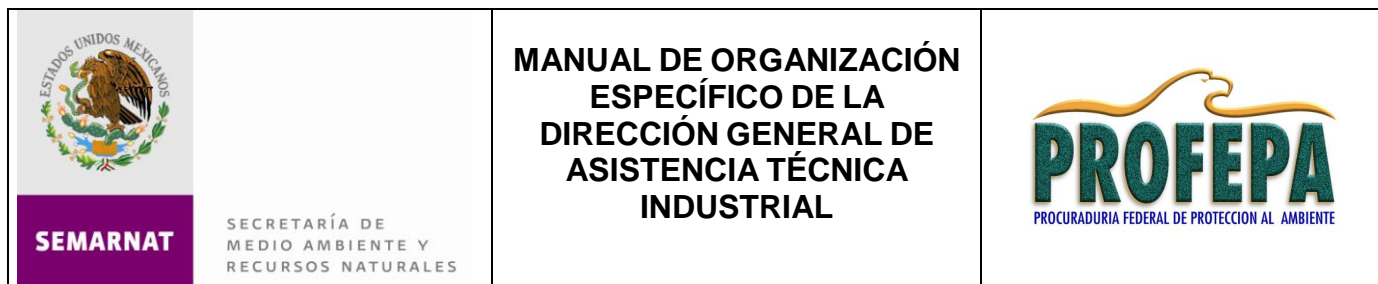 ESTADOS UNIDOS MEXICANOS
SEMARNAT
SECRETARÍA DE
MEDIO AMBIENTE Y
RECURSOS NATURALES
MANUAL DE ORGANIZACIÓN
ESPECÍFICO DE LA
DIRECCIÓN GENERAL DE
ASISTENCIA TÉCNICA
INDUSTRIAL
PROFEPA
PROCURADURIA FEDERAL DE PROTECCION AL AMBIENTE